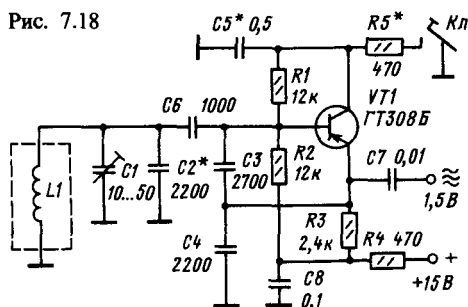 Рис. 7.18
C5* 0,5
R5*
Кл
470
R1
12к
VT1
ГТ308Б
C6 1000
C7 0,01
L1
C1
10...50
C2*
2200
C3
2700
R2
12к
≈
1,5В
R3
2,4к
R4 470
+
+15В
C4
2200
C8
0,1